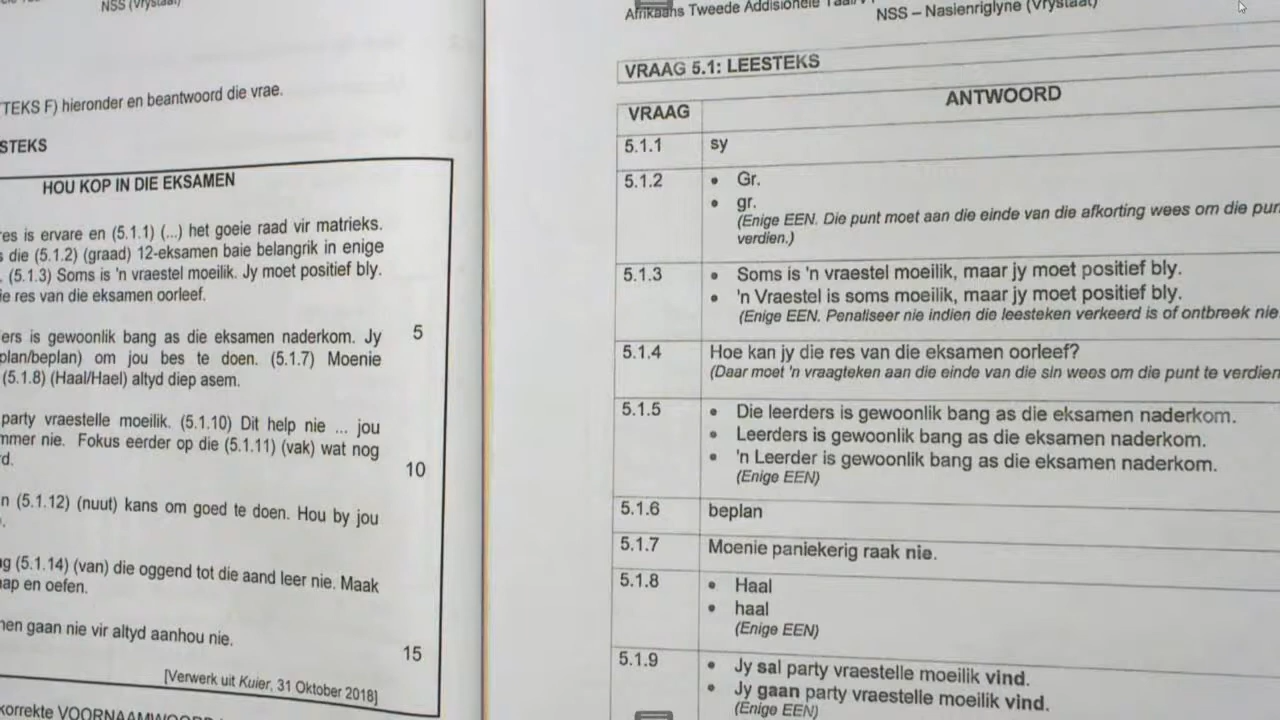 NSS (Vrystaat)
TEKS F) hieronder en beantwoord die vrae.
STEKS
HOU KOP IN DIE EKSAMEN
res is ervare en (5.1.1) (...) het goeie raad vir matrieks.
die (5.1.2) (graad) 12-eksamen baie belangrik in enige
(5.1.3) Soms is 'n vraestel moeilik. Jy moet positief bly.
ie res van die eksamen oorleef.
ers is gewoonlik bang as die eksamen naderkom. Jy
5
plan/beplan) om jou bes te doen. (5.1.7) Moenie
(5.1.8) (Haal/Hael) altyd diep asem.
party vraestelle moeilik. (5.1.10) Dit help nie ... jou
mmer nie. Fokus eerder op die (5.1.11) (vak) wat nog
d.
10
n (5.1.12) (nuut) kans om goed te doen. Hou by jou
ag (5.1.14) (van) die oggend tot die aand leer nie. Maak
ap en oefen.
men gaan nie vir altyd aanhou nie.
15
[Verwerk uit Kuier, 31 Oktober 2018]
korrekte
Afrikaans Tweede Addisionele
NSS – Nasienriglyne (Vrystaat)
VRAAG 5.1: LEESTEKS
VRAAG ANTWOORD
5.1.1 sy
5.1.2 • Gr.
• gr.
(Enige EEN. Die punt moet aan die einde van die afkorting wees om die pun
verdien.)
5.1.3 • Soms is 'n vraestel moeilik, maar jy moet positief bly.
• 'n Vraestel is soms moeilik, maar jy moet positief bly.
(Enige EEN. Penaliseer nie indien die leesteken verkeerd is of ontbreek nie
5.1.4 Hoe kan jy die res van die eksamen oorleef?
(Daar moet 'n vraagteken aan die einde van die sin wees om die punt te verdien
5.1.5 • Die leerders is gewoonlik bang as die eksamen naderkom.
• Leerders is gewoonlik bang as die eksamen naderkom.
• 'n Leerder is gewoonlik bang as die eksamen naderkom.
(Enige EEN)
5.1.6 beplan
5.1.7 Moenie paniekerig raak nie.
5.1.8 • Haal
• haal
(Enige EEN)
5.1.9 • Jy sal party vraestelle moeilik vind.
• Jy gaan party vraestelle moeilik vind.
(Enige EEN)